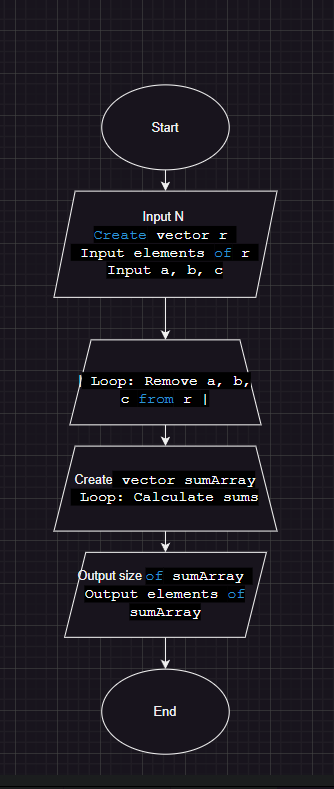 Start
Input N
Create vector r
Input elements of r
Input a, b, c
| Loop: Remove a, b,
c from r |
Create vector sumArray
Loop: Calculate sums
Output size of sumArray
Output elements of
sumArray
End